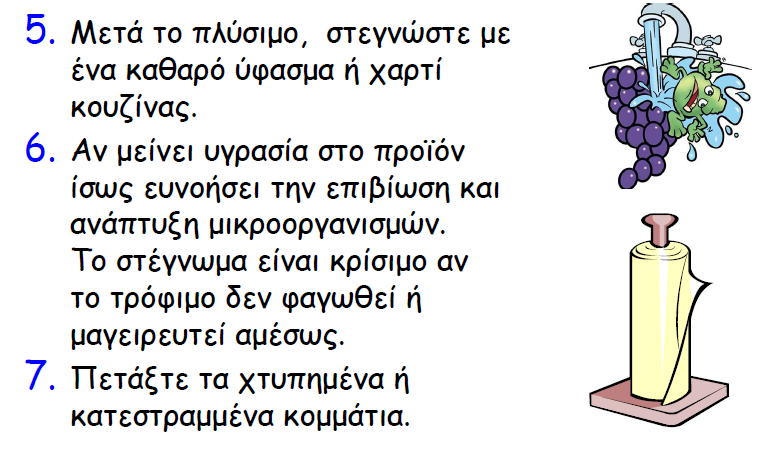 5. Μετά το πλύσιμο, στεγνώστε με
ένα καθαρό ύφασμα ή χαρτί
κουζίνας.
6. Αν μείνει υγρασία στο προϊόν
ίσως ευνοήσει την επιβίωση και
ανάπτυξη μικροοργανισμών.
Το στέγνωμα είναι κρίσιμο αν
το τρόφιμο δεν φαγωθεί ή
μαγειρευτεί αμέσως.
7. Πετάξτε τα χτυπημένα ή
κατεστραμμένα κομμάτια.